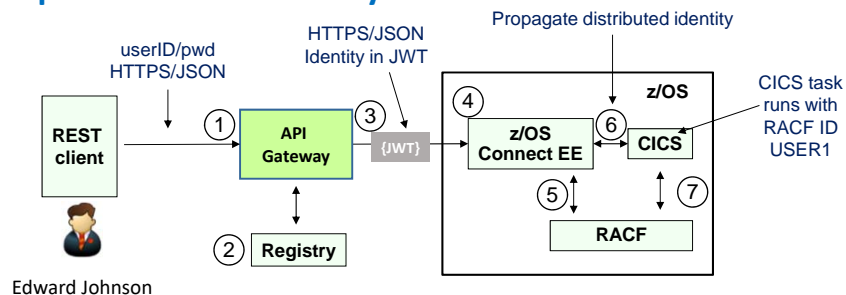 Propagate distributed identity
HTTPS/JSON
Identity in JWT
userID/pwd
HTTPS/JSON
z/OS
CICS task
runs with
RACF ID
USER1
1
3
4
6
REST
client
API
Gateway
{JWT}
z/OS
Connect EE
CICS
5
7
2
Registry
RACF
Edward Johnson